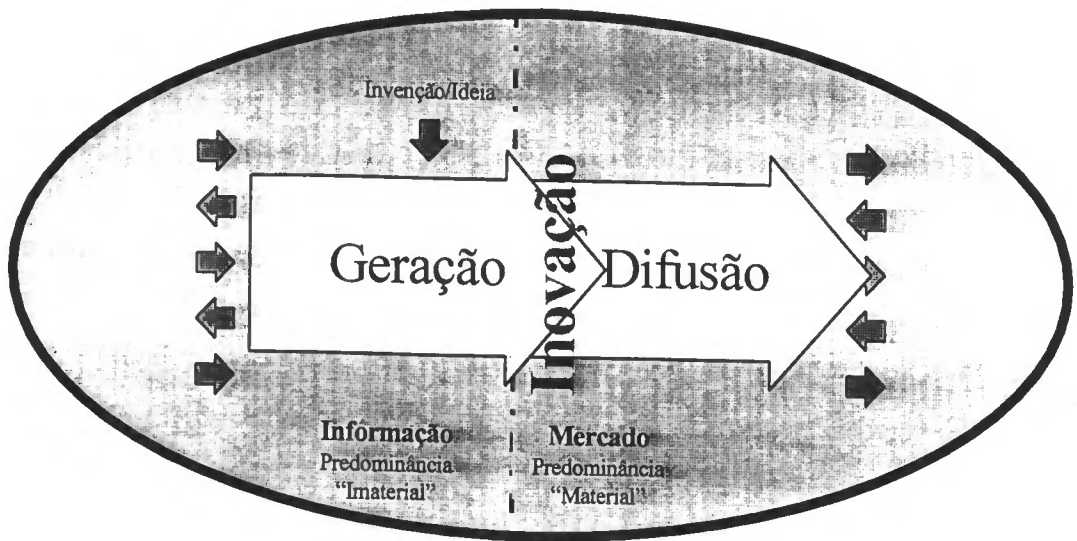 Invenção/Ideia
Geração
Inovação
Difusão
Informação
Predominância
"Imaterial"
Mercado
Predominância
"Material"